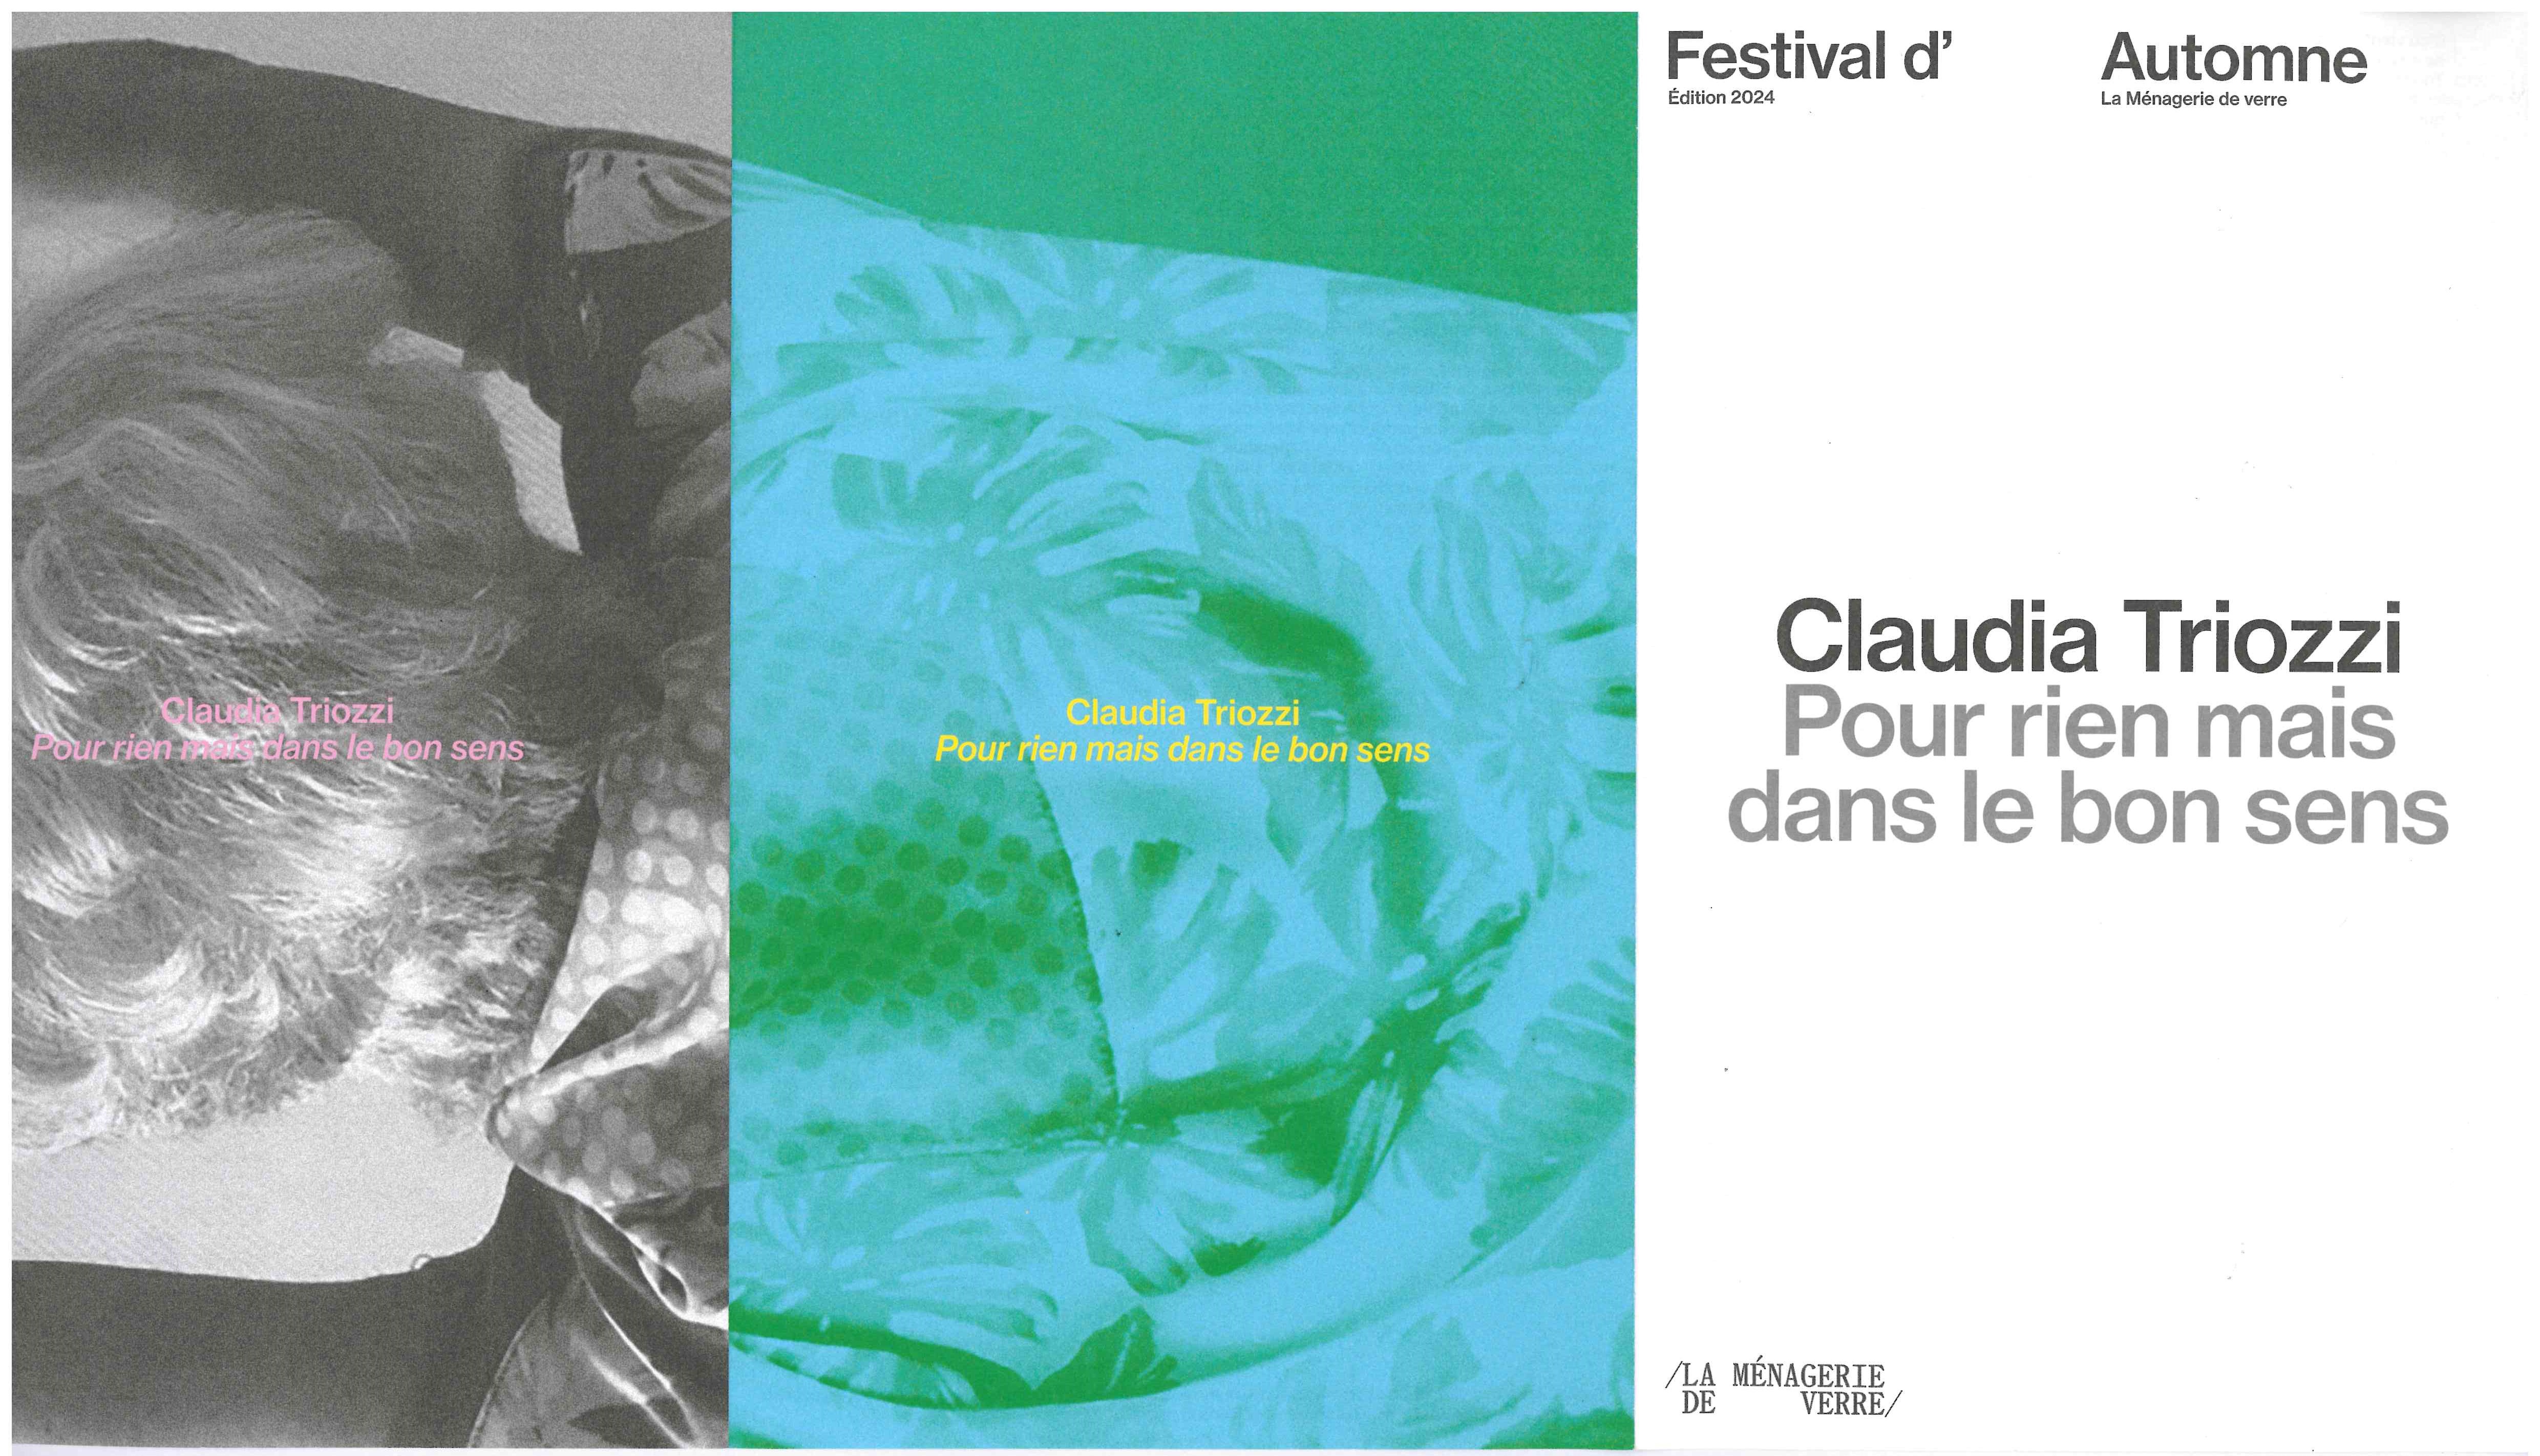 Claudia Triozzi
Pour rien mais dans le bon sens
Claudia Triozzi
Pour rien mais dans le bon sens
Festival d’
Édition 2024
Automne
La Ménagerie de verre
Claudia Triozzi
Pour rien mais
dans le bon sens
/LA MÉNAGERIE
DE VERRE/